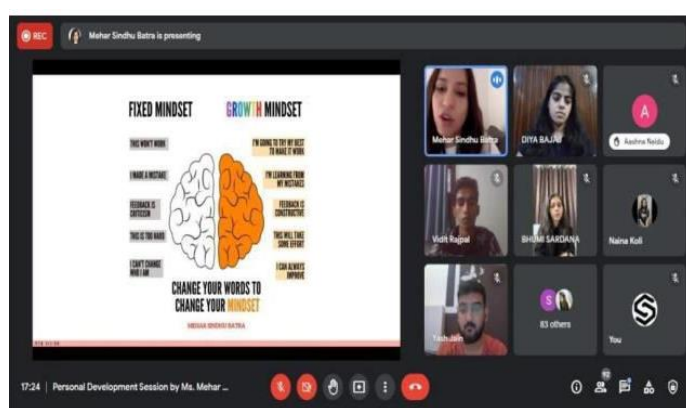 REC
Mehar Sindhu Batra is presenting
FIXED MINDSET
GROWTH MINDSET
THIS WON'T WORK
I MADE A MISTAKE
FEEDBACK IS
CRITICISM
THIS IS TOO HARD
I CAN'T CHANGE
WHO I AM
I'M GOING TO TRY MY BEST
TO MAKE IT WORK
I'M LEARNING FROM
MY MISTAKES
FEEDBACK IS
CONSTRUCTIVE
THIS WILL TAKE
SOME EFFORT
I CAN ALWAYS
IMPROVE
CHANGE YOUR WORDS TO
CHANGE YOUR MINDSET
MEHAR SINDHU BATRA
Mehar Sindhu Batra
DIYA BAJAJ
A
Aashna Naidu
Vidit Rajpal
BHUMI SARDANA
Naina Koli
Yash Jain
S
83 others
S
You
17:24 | Personal Development Session by Ms. Mehar ...
92